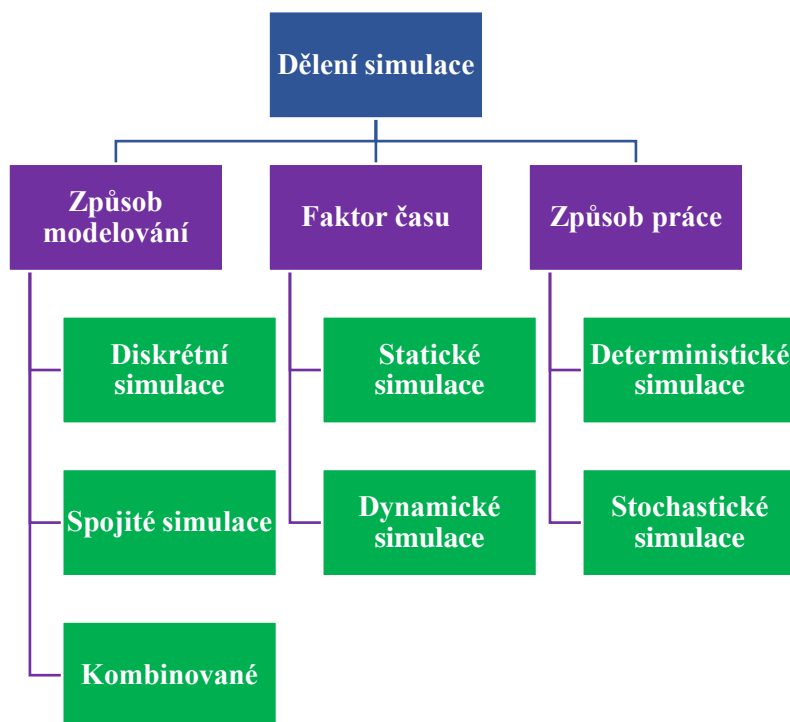 Dělení simulace
Způsob
modelování
Faktor času
Způsob práce
Diskrétní
simulace
Statické
simulace
Deterministické
simulace
Spojité simulace
Dynamické
simulace
Stochastické
simulace
Kombinované